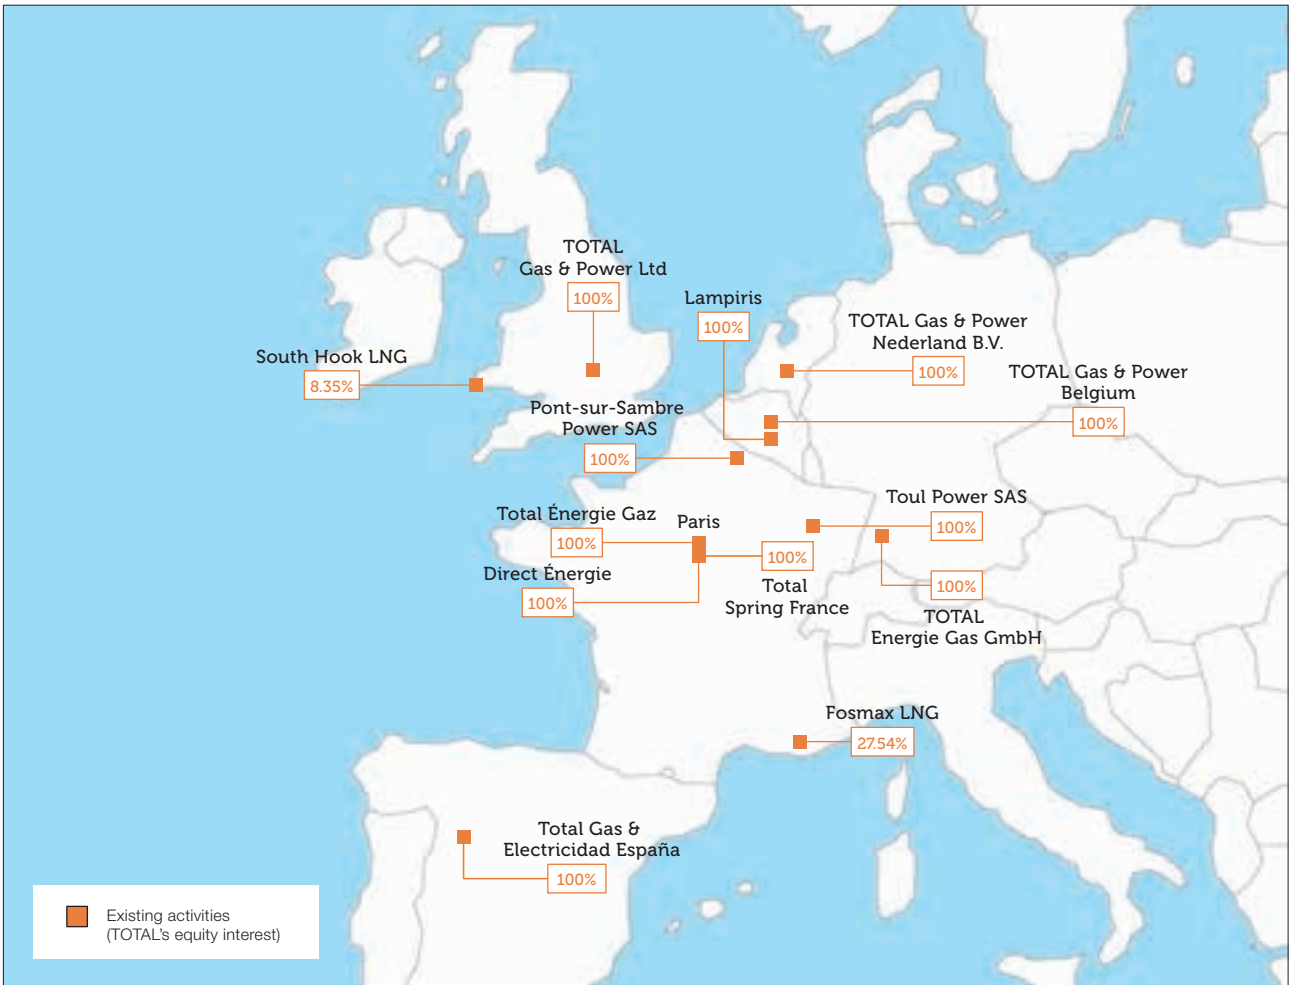 TOTAL
Gas & Power Ltd
100%
Lampiris
100%
TOTAL Gas & Power
Nederland B.V.
100%
South Hook LNG
8.35%
TOTAL Gas & Power
Belgium
100%
Pont-sur-Sambre
Power SAS
100%
Toul Power SAS
100%
Total Énergie Gaz
100%
Paris
100%
Total
Spring France
Direct Énergie
100%
100%
TOTAL
Energie Gas GmbH
Fosmax LNG
27.54%
Total Gas &
Electricidad España
100%
Existing activities
(TOTAL’s equity interest)